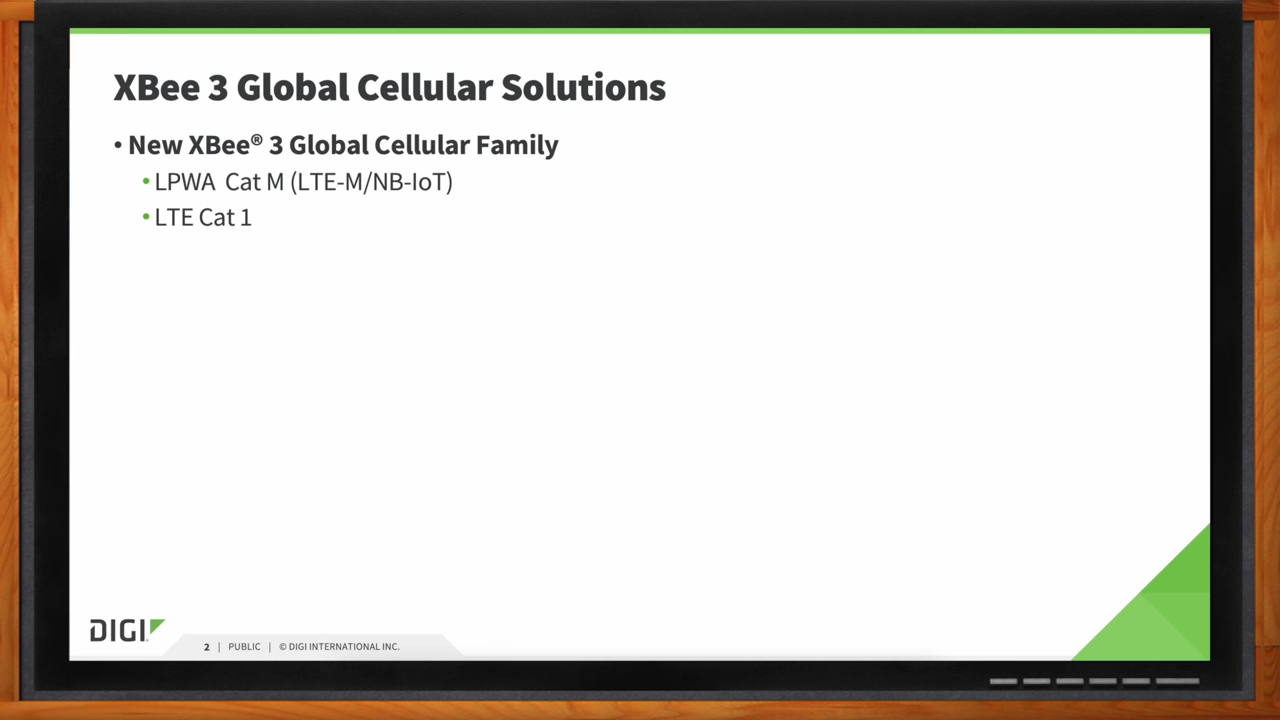 XBee 3 Global Cellular Solutions
• New XBee® 3 Global Cellular Family
• LPWA  Cat M (LTE-M/NB-IoT)
• LTE Cat 1
DIGI
2 | PUBLIC | © DIGI INTERNATIONAL INC.